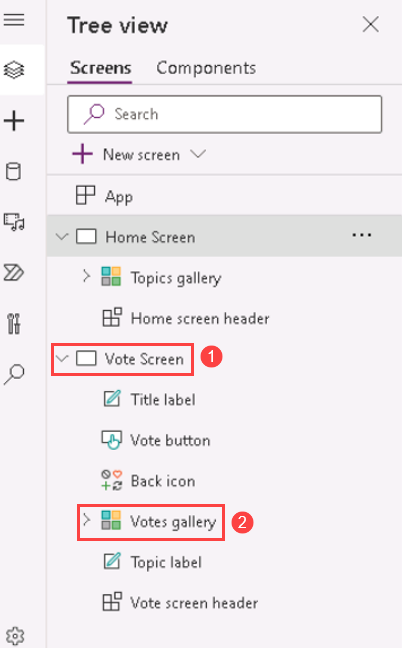 Tree view
Screens Components
Search
New screen
App
Home Screen
Topics gallery
Home screen header
Vote Screen 1
Title label
Vote button
Back icon
Votes gallery 2
Topic label
Vote screen header